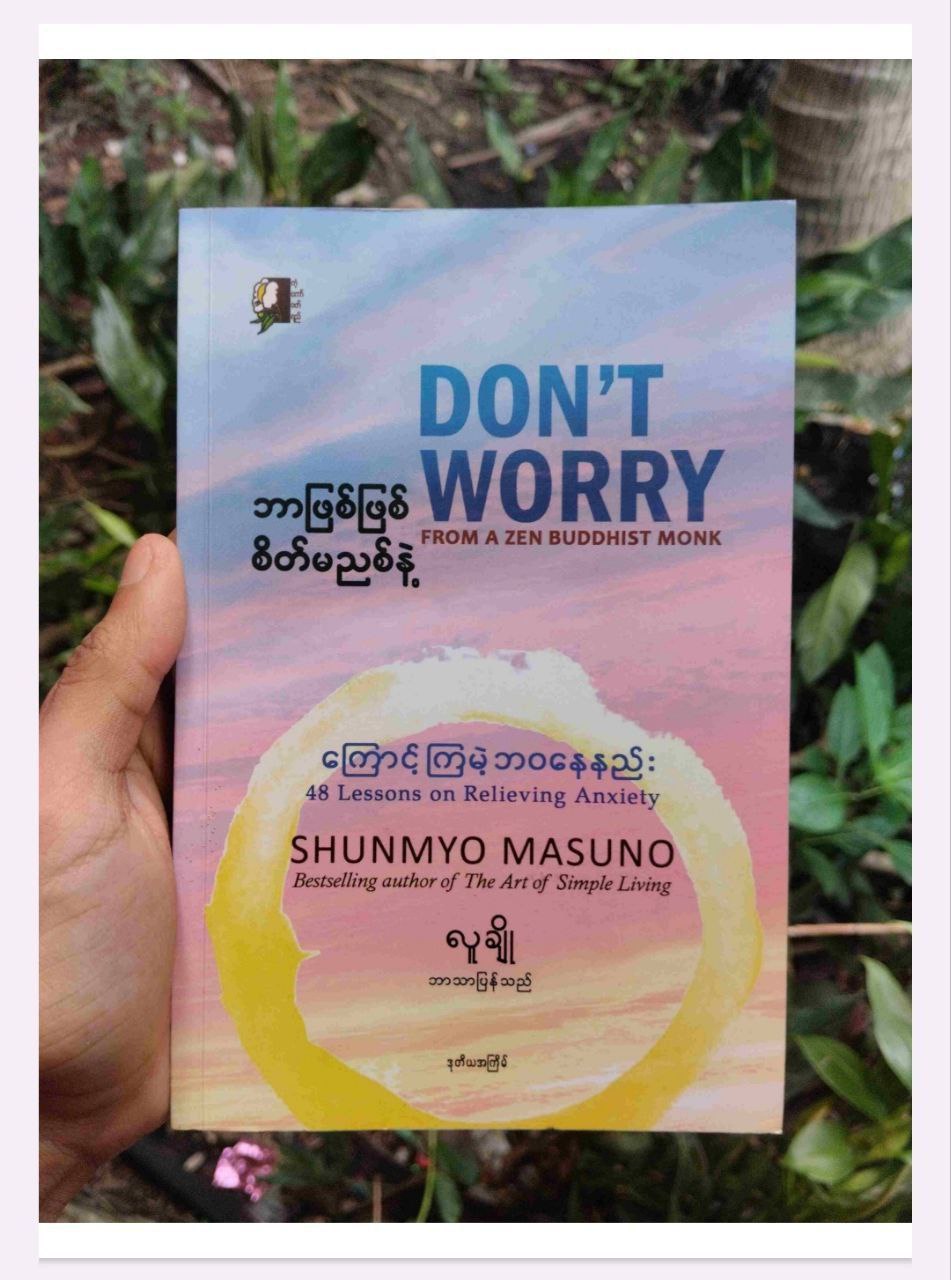 DON'T
WORRY
FROM A ZEN BUDDHIST MONK
ဘာဖြစ်ဖြစ်
စိတ်မညစ်နဲ့
ကြောင့်ကြမဲ့ဘဝနေနည်း
48 Lessons on Relieving Anxiety
SHUNMYO MASUNO
Bestselling author of The Art of Simple Living
လူချို
ဘာသာပြန်သည်
ဒုတိယအကြိမ်